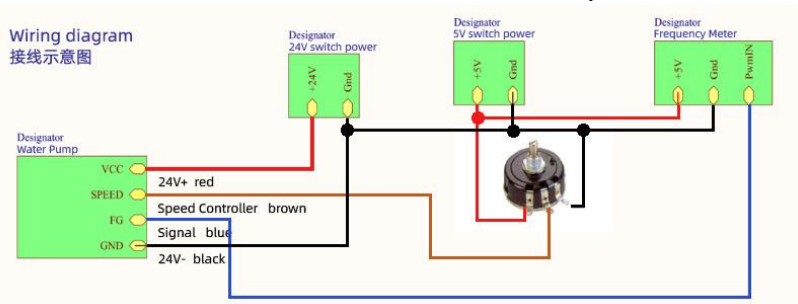 Wiring diagram
接线示意图
Designator
24V switch power
+24V
Gnd
Designator
5V switch power
+5V
Gnd
Designator
Frequency Meter
+5V
Gnd
PwmIN
Designator
Water Pump
VCC
SPEED
FG
GND
24V+ red
Speed Controller brown
Signal blue
24V- black